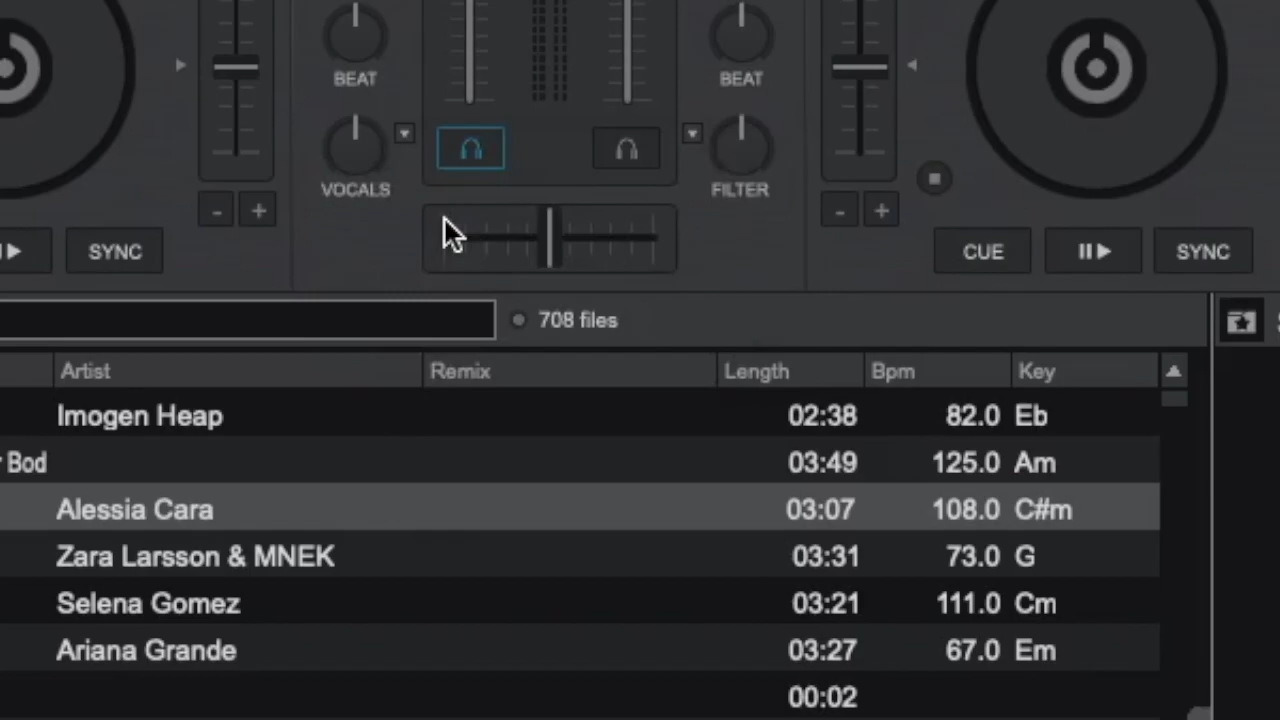 BEAT BEAT
VOCALS FILTER
- + - +
SYNC CUE SYNC
708 files
Artist Remix Length Bpm Key
Imogen Heap 02:38 82.0 Eb
Bod 03:49 125.0 Am
Alessia Cara 03:07 108.0 C#m
Zara Larsson & MNEK 03:31 73.0 G
Selena Gomez 03:21 111.0 Cm
Ariana Grande 03:27 67.0 Em
00:02